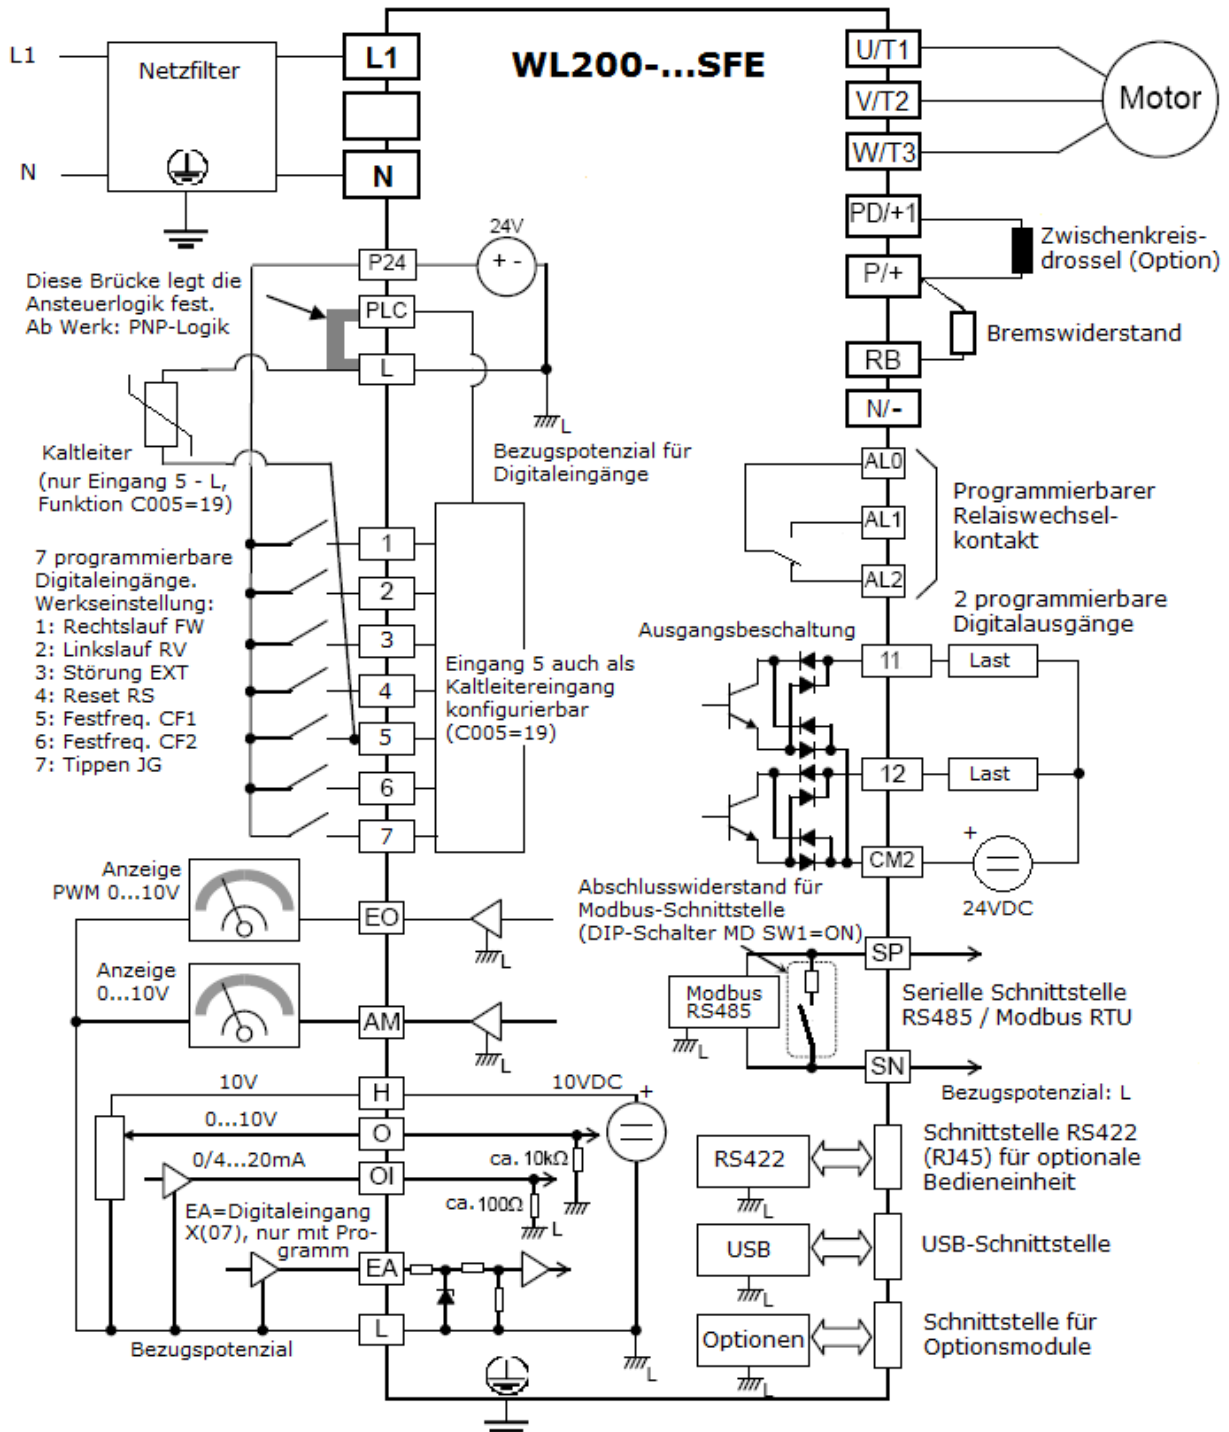 WL200-...SFE
L1
Netzfilter
L1
N
N
U/T1
V/T2
W/T3
Motor
PD/+1
P/+
RB
N/-
Zwischenkreis-
drossel (Option)
Bremswiderstand
24V
P24
+ -
PLC
L
Diese Brücke legt die
Ansteuerlogik fest.
Ab Werk: PNP-Logik
L
Bezugspotenzial für
Digitaleingänge
Kaltleiter
(nur Eingang 5 - L,
Funktion C005=19)
7 programmierbare
Digitaleingänge.
Werkseinstellung:
1: Rechtslauf FW
2: Linkslauf RV
3: Störung EXT
4: Reset RS
5: Festfreq. CF1
6: Festfreq. CF2
7: Tippen JG
1
2
3
4
5
6
7
Eingang 5 auch als
Kaltleitereingang
konfigurierbar
(C005=19)
AL0
AL1
AL2
Programmierbarer
Relaiswechsel-
kontakt
2 programmierbare
Digitalausgänge
Ausgangsbeschaltung
11
Last
12
Last
CM2
+
24VDC
Anzeige
PWM 0...10V
EO
L
Anzeige
0...10V
AM
L
Abschlusswiderstand für
Modbus-Schnittstelle
(DIP-Schalter MD SW1=ON)
SP
Modbus
RS485
L
SN
Serielle Schnittstelle
RS485 / Modbus RTU
Bezugspotenzial: L
10V
H
10VDC
+
0...10V
O
ca. 10kΩ
0/4...20mA
OI
ca. 100Ω
L
EA=Digitaleingang
X(07), nur mit Pro-
gramm
EA
L
Bezugspotenzial
L
RS422
L
Schnittstelle RS422
(RJ45) für optionale
Bedieneinheit
USB
L
USB-Schnittstelle
Optionen
L
Schnittstelle für
Optionsmodule